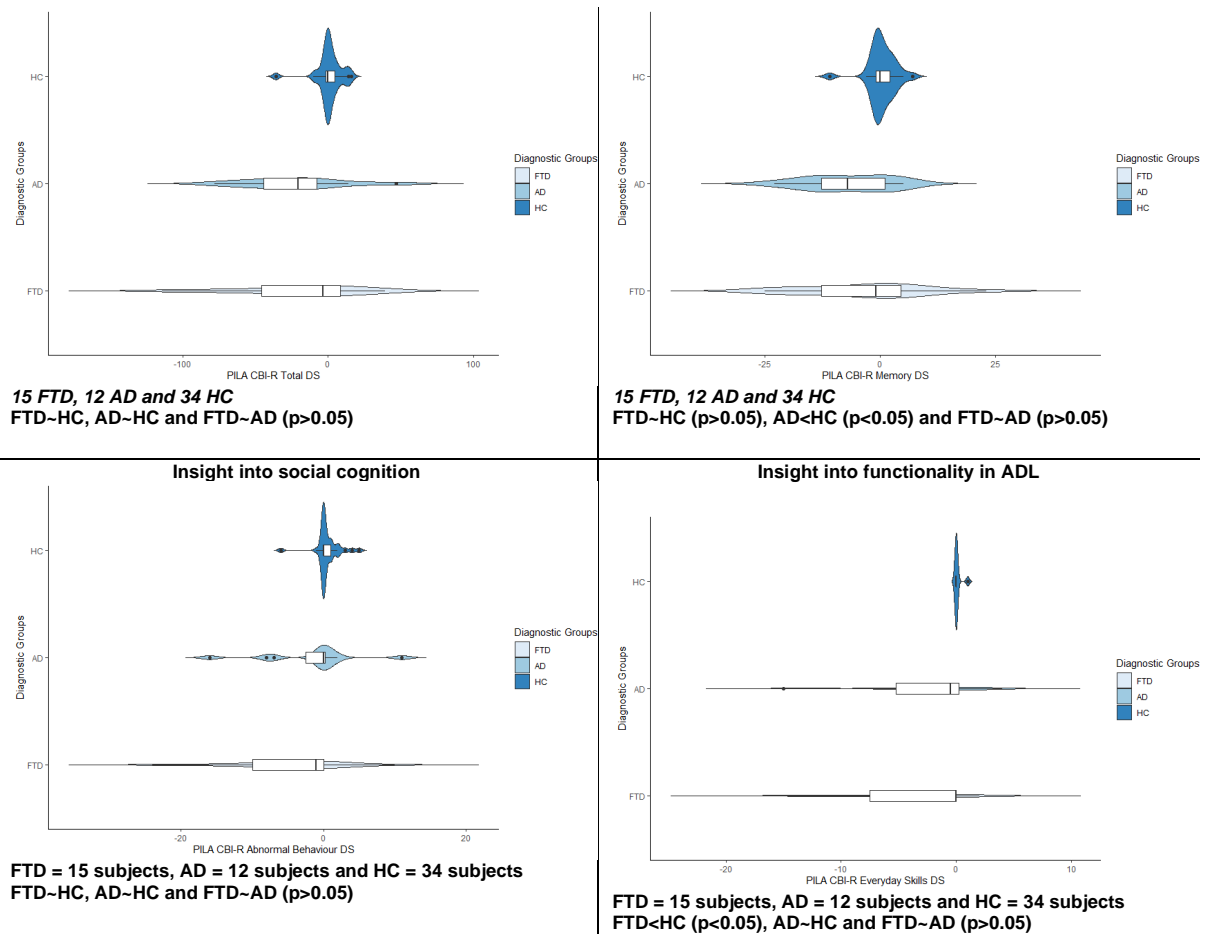 HC
AD
FTD
Diagnostic Groups
-100
0
100
PILA CBI-R Total DS
Diagnostic Groups
FTD
AD
HC
15 FTD, 12 AD and 34 HC
FTD~HC, AD~HC and FTD~AD (p>0.05)
HC
AD
FTD
Diagnostic Groups
-25
0
25
PILA CBI-R Memory DS
Diagnostic Groups
FTD
AD
HC
15 FTD, 12 AD and 34 HC
FTD~HC (p>0.05), AD<HC (p<0.05) and FTD~AD (p>0.05)
Insight into social cognition
HC
AD
FTD
Diagnostic Groups
-20
0
20
PILA CBI-R Abnormal Behaviour DS
Diagnostic Groups
FTD
AD
HC
FTD = 15 subjects, AD = 12 subjects and HC = 34 subjects
FTD~HC, AD~HC and FTD~AD (p>0.05)
Insight into functionality in ADL
HC
AD
FTD
Diagnostic Groups
-20
-10
0
10
PILA CBI-R Everyday Skills DS
Diagnostic Groups
FTD
AD
HC
FTD = 15 subjects, AD = 12 subjects and HC = 34 subjects
FTD<HC (p<0.05), AD~HC and FTD~AD (p>0.05)